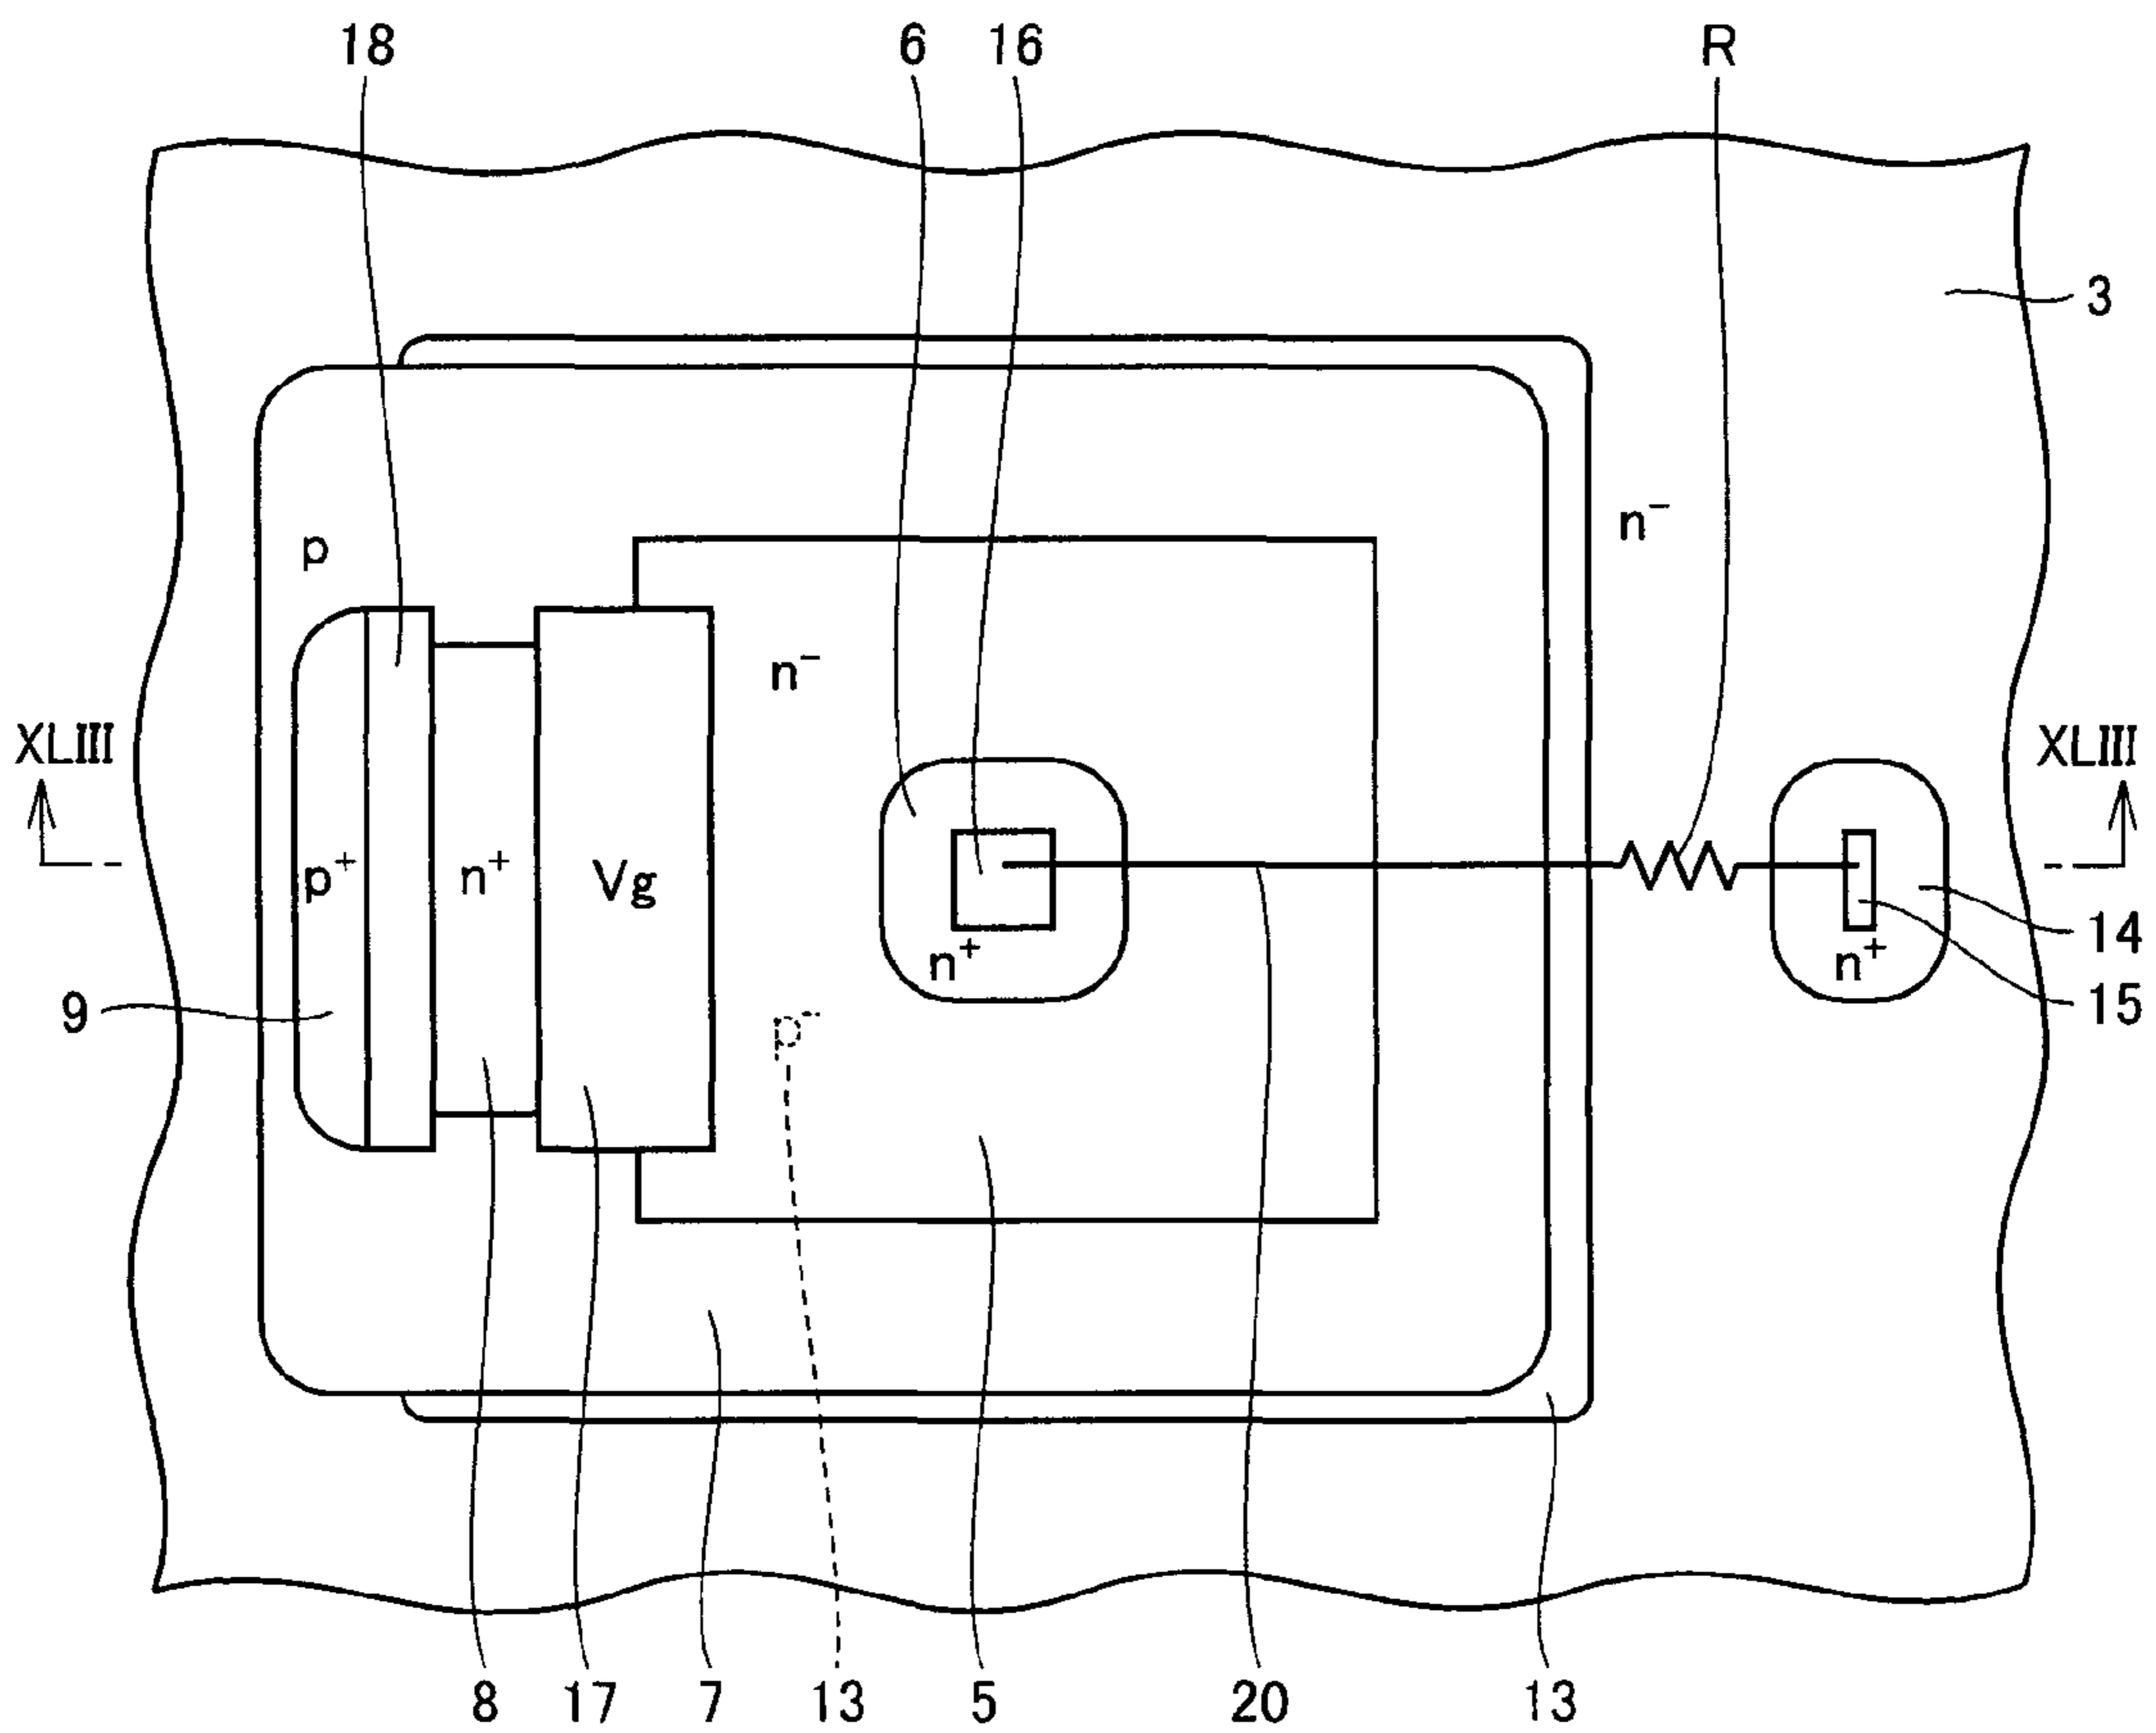 18 6 16 R
3
n⁻
p
n⁻
XLIII XLIII
p⁺ n⁺ Vg
14
n⁺ n⁺
15
9
p⁻
8 17 7 13 5 20 13